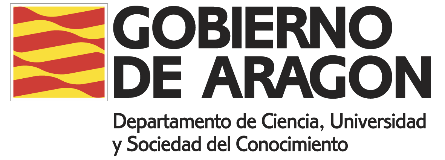 GOBIERNO
DE ARAGON
Departamento de Ciencia, Universidad
y Sociedad del Conocimiento